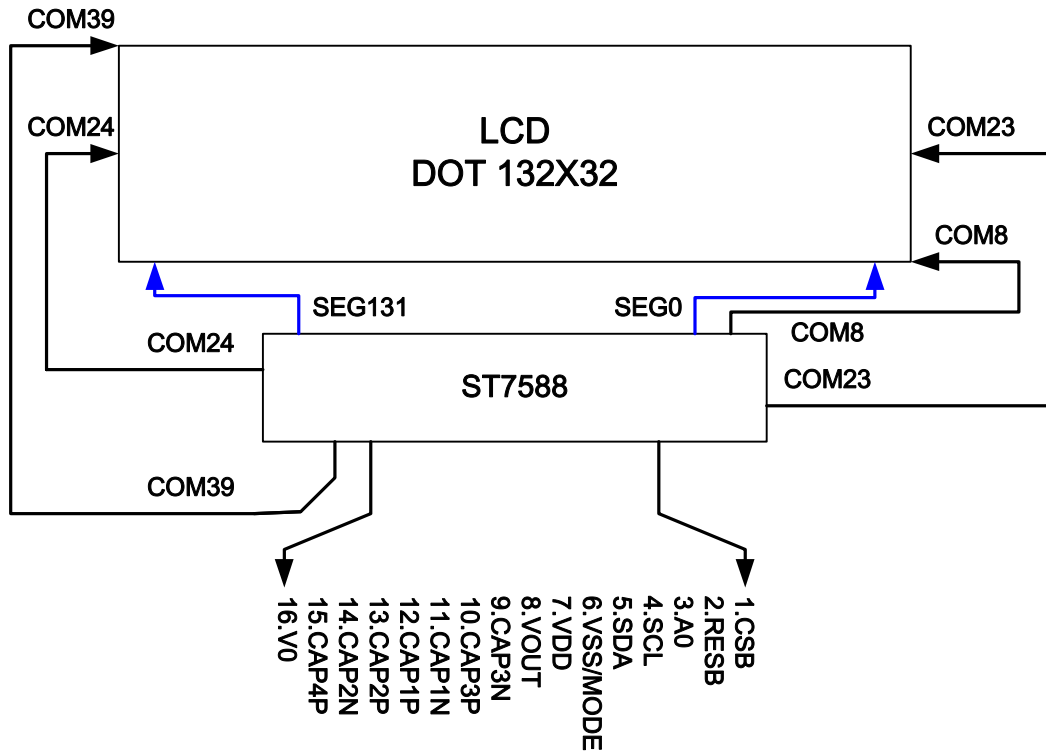 COM39
COM24
LCD
DOT 132X32
COM23
COM8
SEG131
SEG0
COM8
COM24
ST7588
COM23
COM39
1.CSB
2.RESB
3.A0
4.SCL
5.SDA
6.VSS/MODE
7.VDD
8.VOUT
9.CAP3N
10.CAP3P
11.CAP1N
12.CAP1P
13.CAP2P
14.CAP2N
15.CAP4P
16.V0